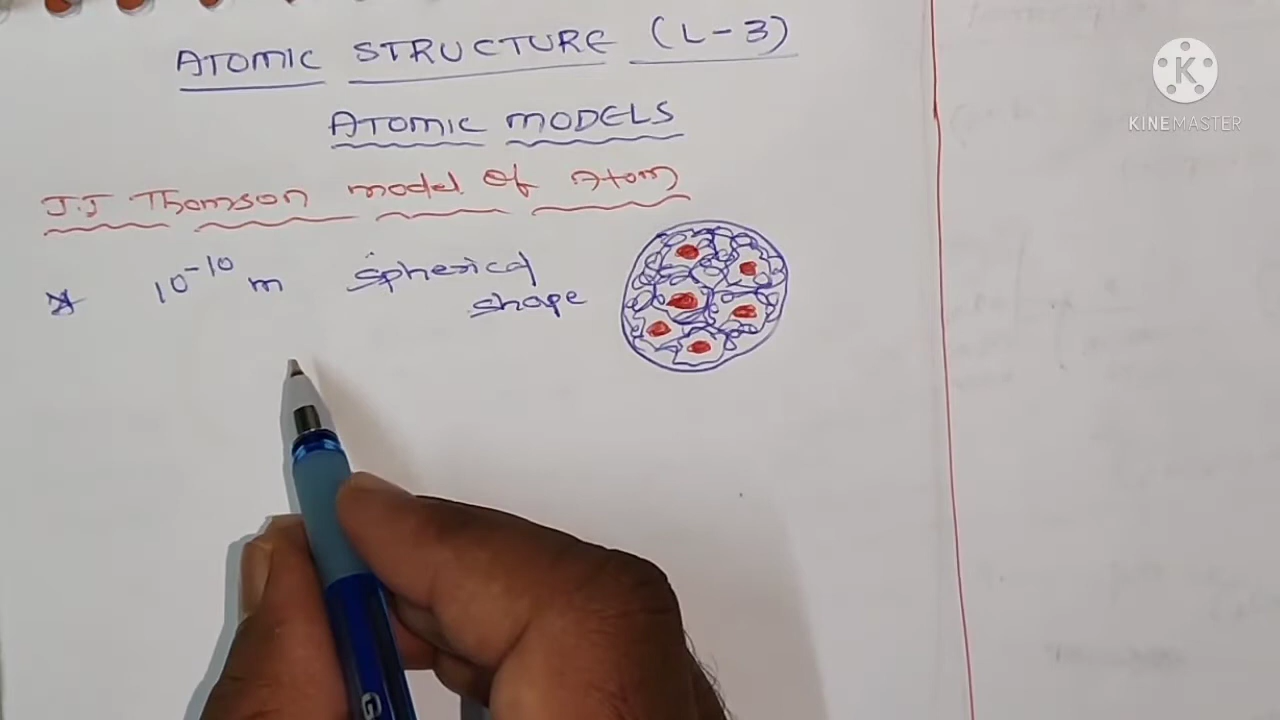 ATOMIC STRUCTURE (L-3)
K
KINEMASTER
ATOMIC MODELS
J.J Thomson model of Atom
* 10⁻¹⁰ m spherical
shape
G